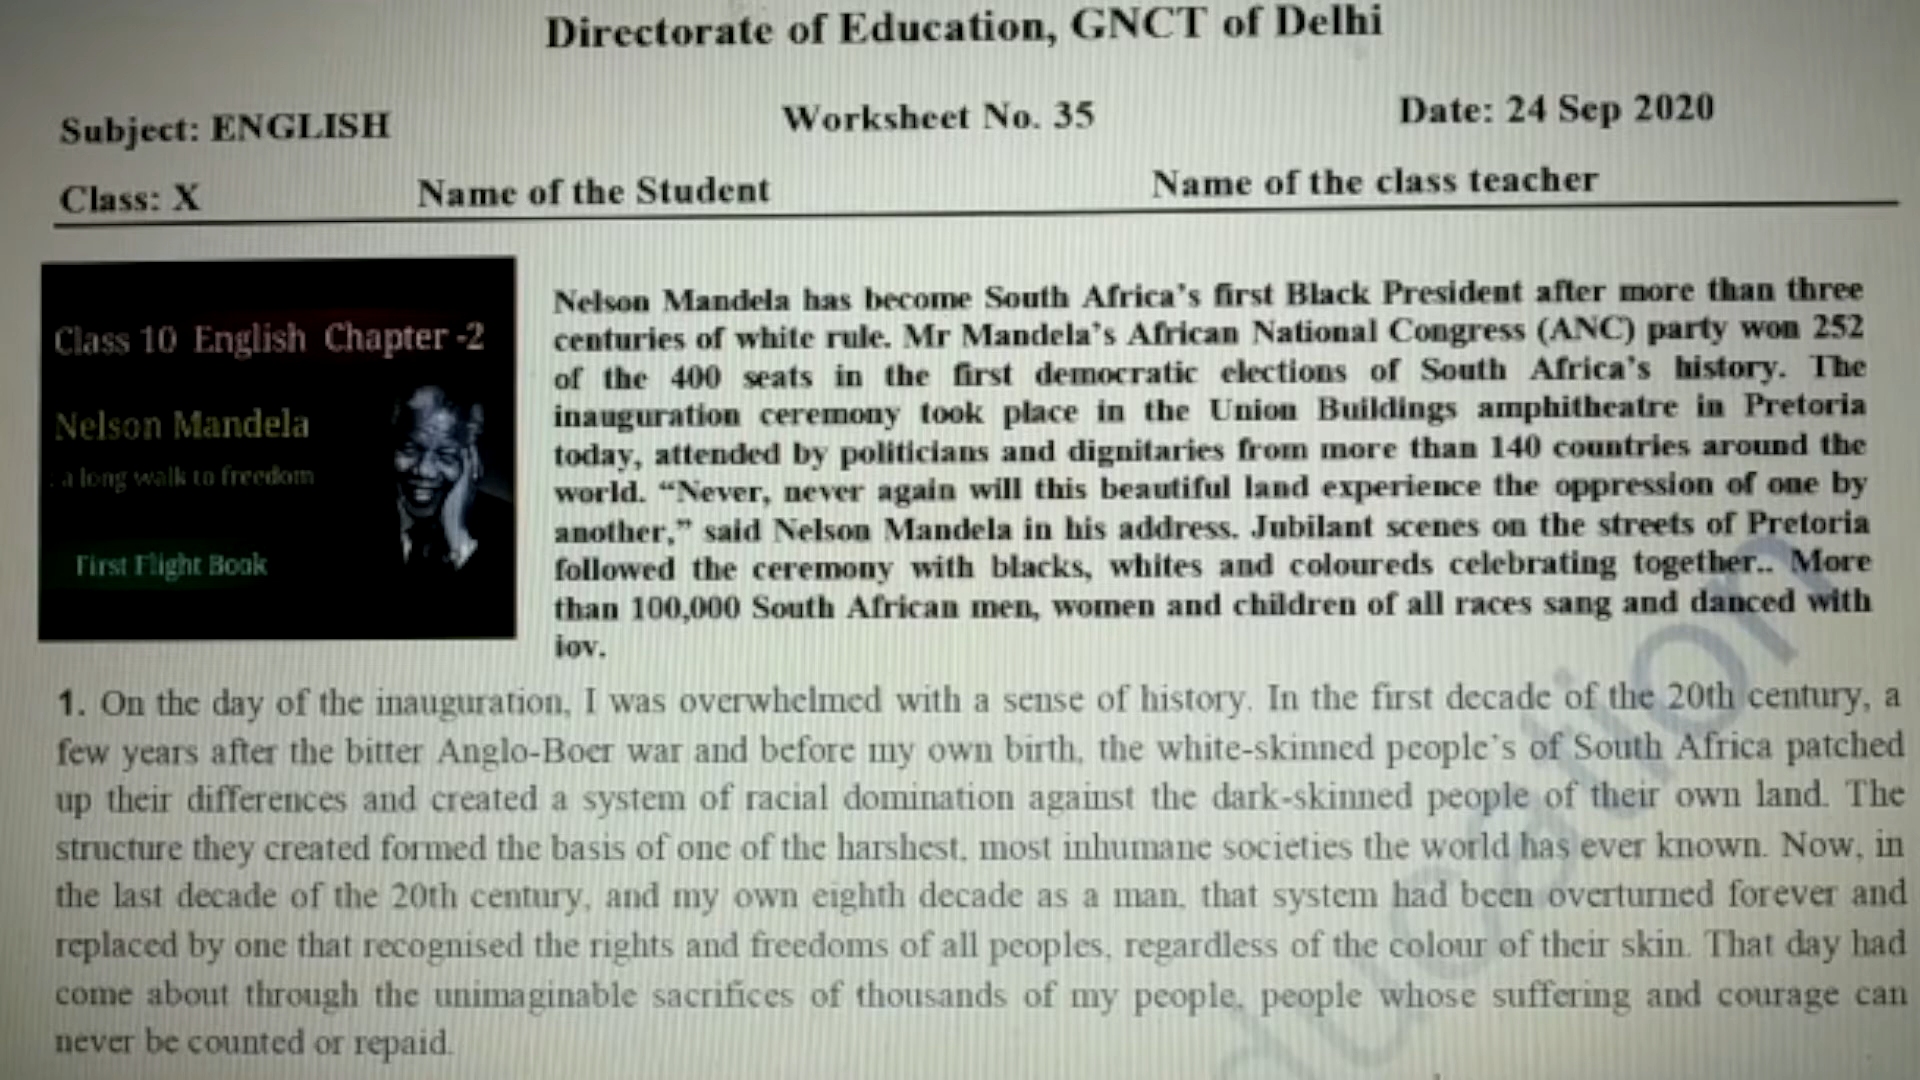 Directorate of Education, GNCT of Delhi
Subject: ENGLISH Worksheet No. 35 Date: 24 Sep 2020
Class: X Name of the Student Name of the class teacher
Class 10 English Chapter -2
Nelson Mandela
: a long walk to freedom
First Flight Book
Nelson Mandela has become South Africa's first Black President after more than three
centuries of white rule. Mr Mandela's African National Congress (ANC) party won 252
of the 400 seats in the first democratic elections of South Africa's history. The
inauguration ceremony took place in the Union Buildings amphitheatre in Pretoria
today, attended by politicians and dignitaries from more than 140 countries around the
world. “Never, never again will this beautiful land experience the oppression of one by
another,” said Nelson Mandela in his address. Jubilant scenes on the streets of Pretoria
followed the ceremony with blacks, whites and coloureds celebrating together.. More
than 100,000 South African men, women and children of all races sang and danced with
joy.
1. On the day of the inauguration, I was overwhelmed with a sense of history. In the first decade of the 20th century, a
few years after the bitter Anglo-Boer war and before my own birth, the white-skinned people's of South Africa patched
up their differences and created a system of racial domination against the dark-skinned people of their own land. The
structure they created formed the basis of one of the harshest, most inhumane societies the world has ever known. Now, in
the last decade of the 20th century, and my own eighth decade as a man, that system had been overturned forever and
replaced by one that recognised the rights and freedoms of all peoples, regardless of the colour of their skin. That day had
come about through the unimaginable sacrifices of thousands of my people, people whose suffering and courage can
never be counted or repaid.